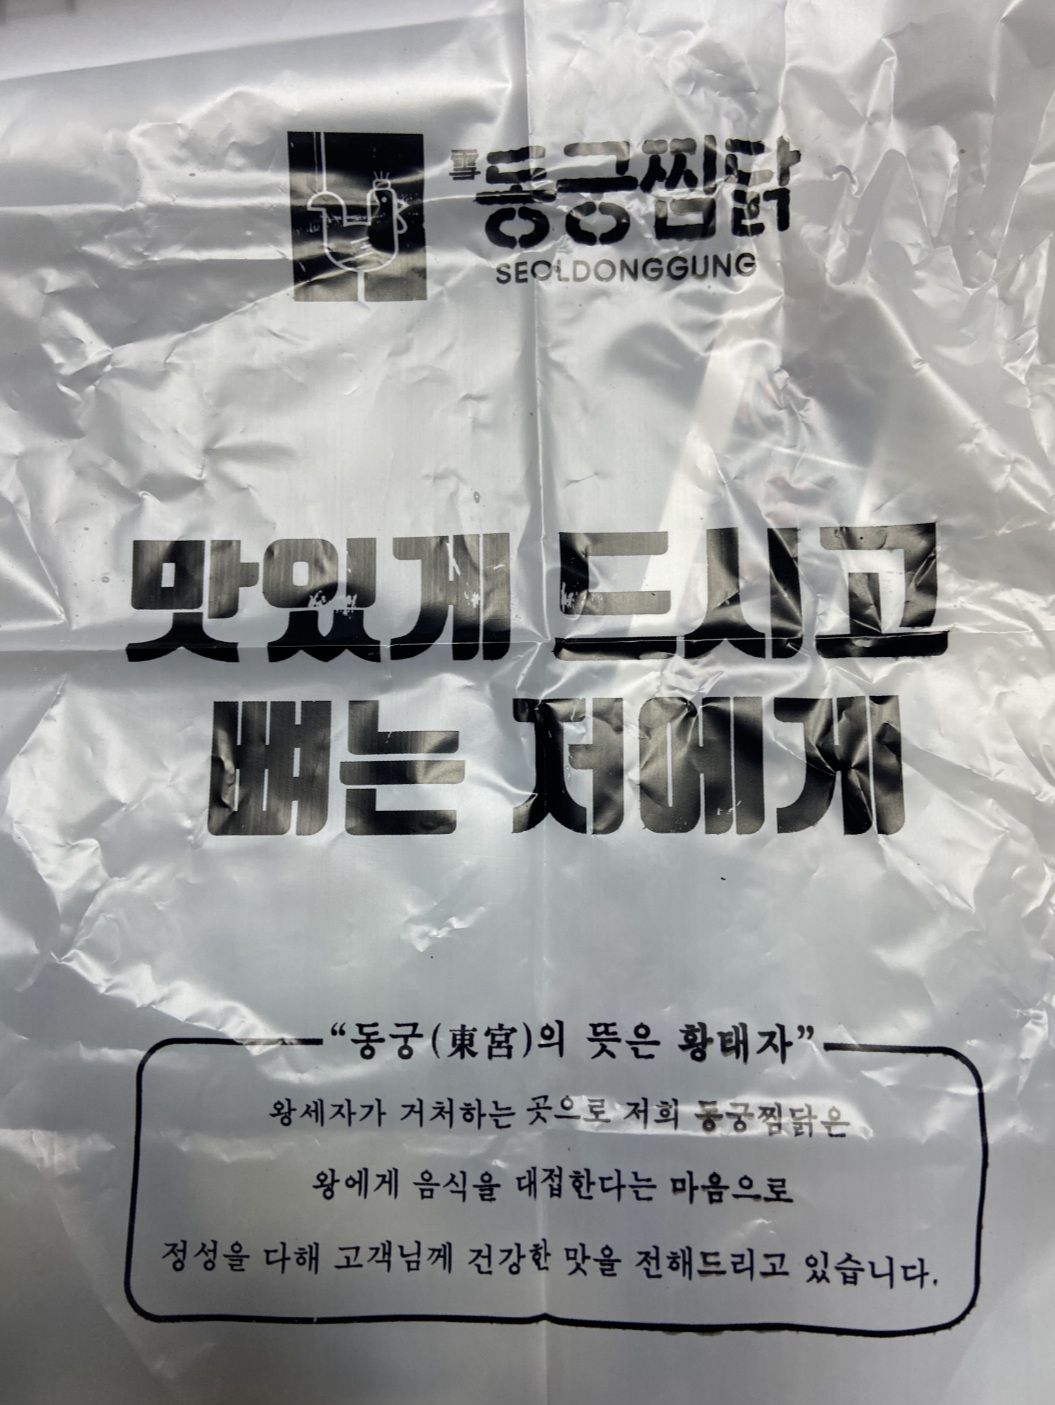 雪동궁찜닭
SEOLDONGGUNG
맛있게 드시고
뼈는 저에게
“동궁(東宮)의 뜻은 황태자”
왕세자가 거처하는 곳으로 저희 동궁찜닭은
왕에게 음식을 대접한다는 마음으로
정성을 다해 고객님께 건강한 맛을 전해드리고 있습니다.